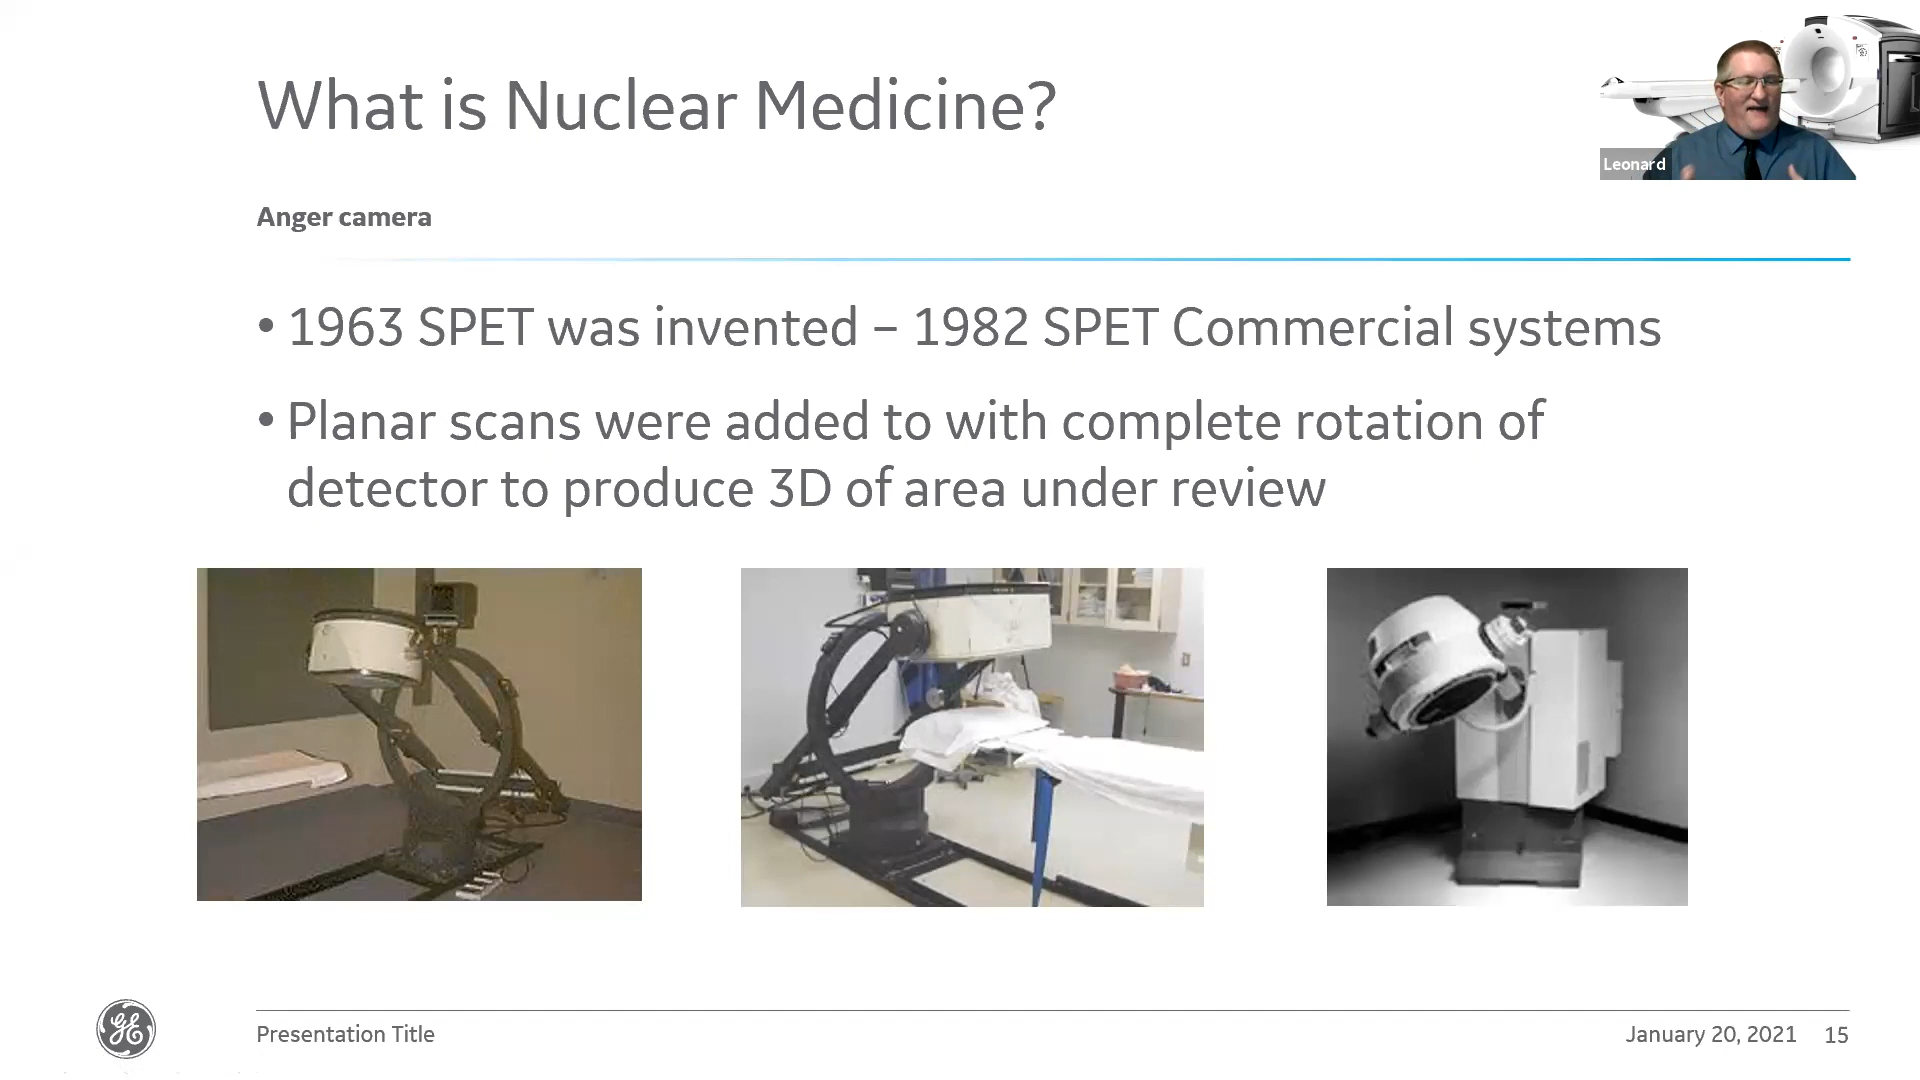 What is Nuclear Medicine?
Leonard
Anger camera
• 1963 SPET was invented – 1982 SPET Commercial systems
• Planar scans were added to with complete rotation of
detector to produce 3D of area under review
GE
Presentation Title
January 20, 2021 15